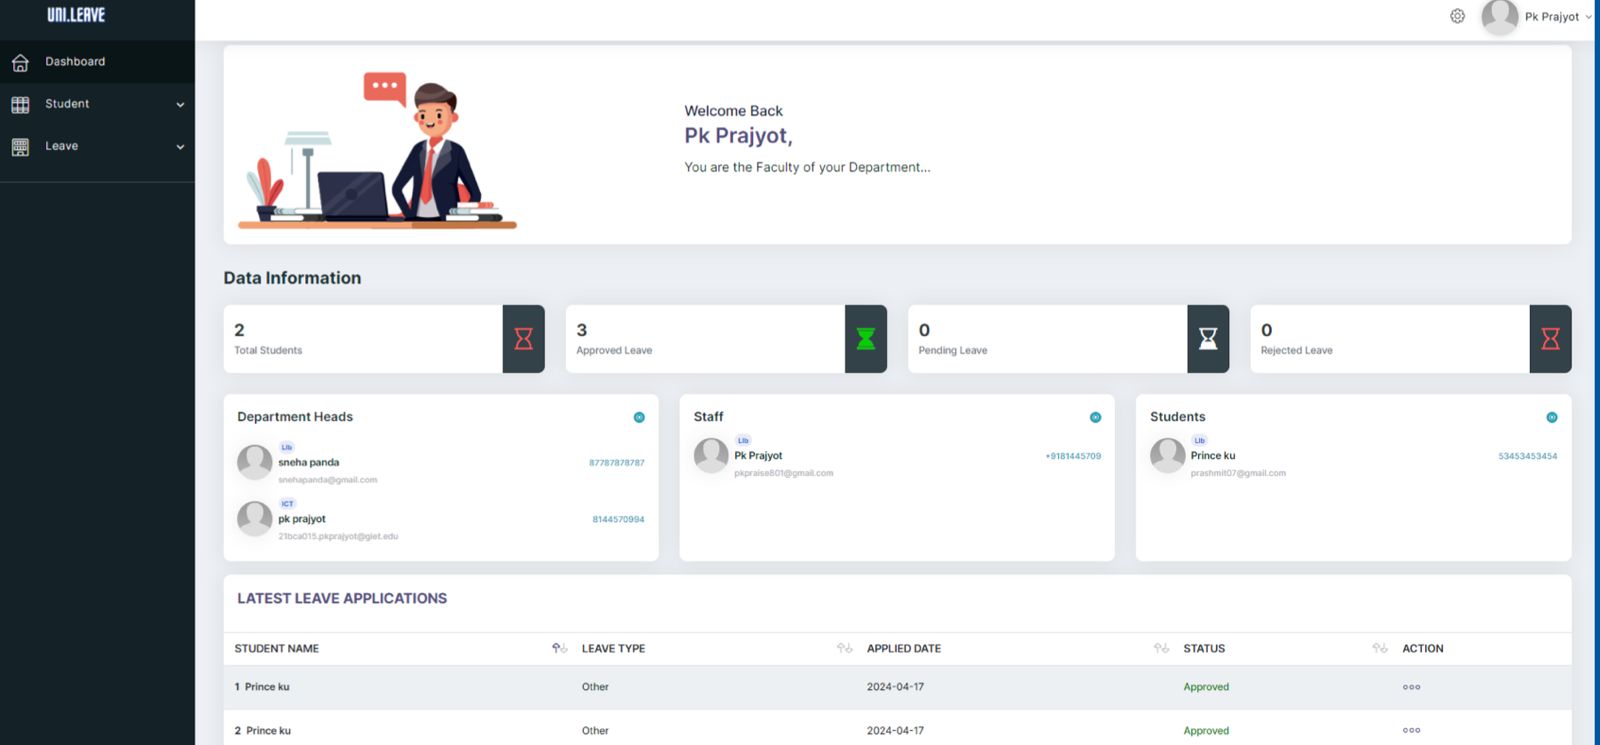 UNI.LEAVE
Pk Prajyot
Dashboard
Student
Leave
Welcome Back
Pk Prajyot,
You are the Faculty of your Department...
Data Information
2
Total Students
3
Approved Leave
0
Pending Leave
0
Rejected Leave
Department Heads
Lib
sneha panda
87787878787
snehapanda@gmail.com
ICT
pk prajyot
8144570994
21bca015.pkprajyot@giet.edu
Staff
Lib
Pk Prajyot
+9181445709
pkpraise801@gmail.com
Students
Lib
Prince ku
53453453454
prashmit07@gmail.com
LATEST LEAVE APPLICATIONS
STUDENT NAME LEAVE TYPE APPLIED DATE STATUS ACTION
1 Prince ku Other 2024-04-17 Approved
2 Prince ku Other 2024-04-17 Approved